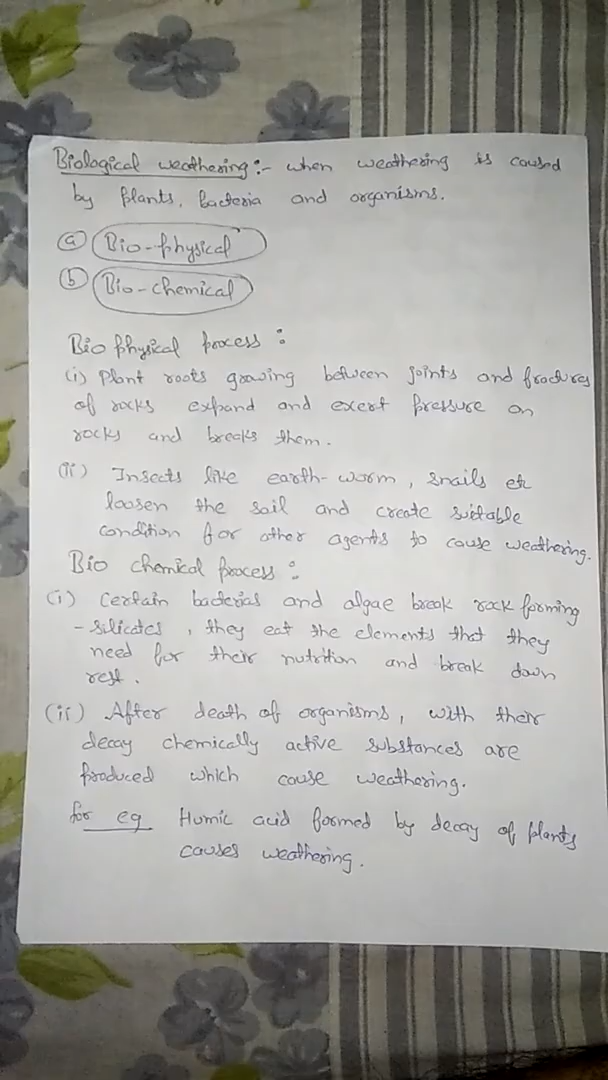 Biological weathering:- when weathering is caused
by plants, bacteria and organisms.
(a) Bio-physical
(b) Bio-chemical
Bio physical process :
(i) Plant roots growing between joints and fractures
of rocks expand and exert pressure on
rocks and breaks them.
(ii) Insects like earth-worm, snails etc
loosen the soil and create suitable
condition for other agents to cause weathering.
Bio chemical process :
(i) Certain bacterias and algae break rock forming
- silicates, they eat the elements that they
need for their nutrition and break down
rest.
(ii) After death of organisms, with their
decay chemically active substances are
produced which cause weathering.
for eg Humic acid formed by decay of plants
causes weathering.